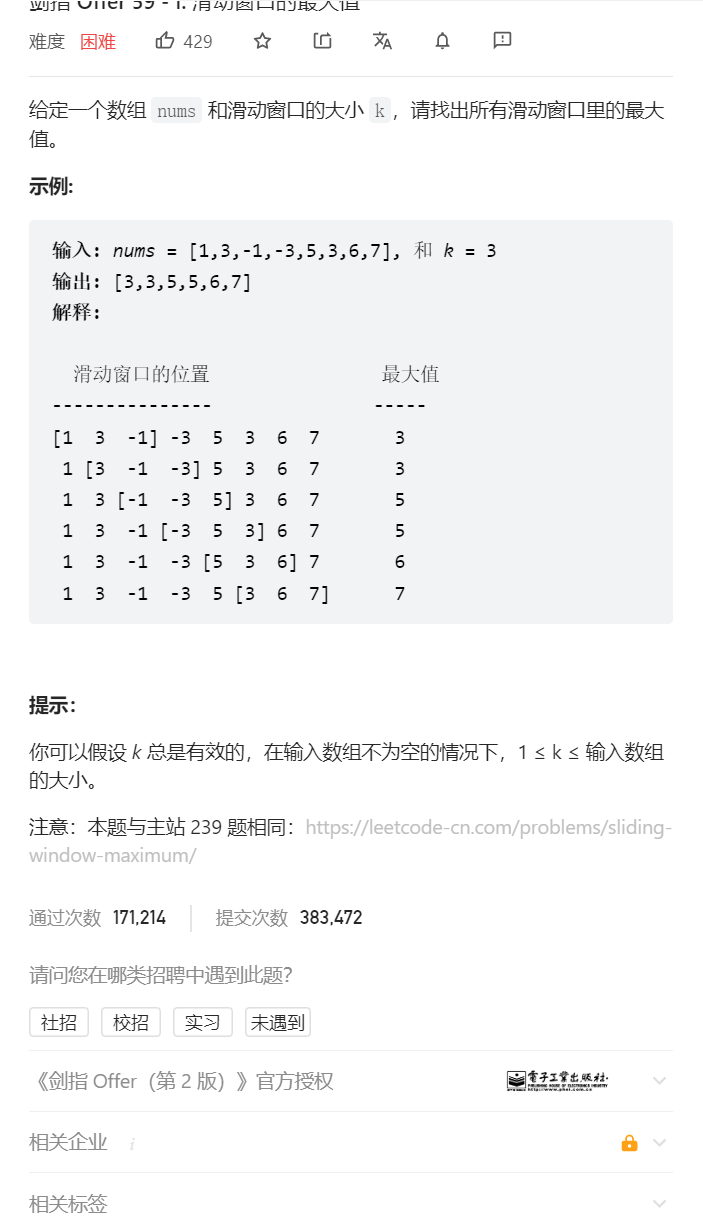 剑指 Offer 59 - I. 滑动窗口的最大值
难度 困难 429
给定一个数组 nums 和滑动窗口的大小 k，请找出所有滑动窗口里的最大
值。
示例:
输入: nums = [1,3,-1,-3,5,3,6,7], 和 k = 3
输出: [3,3,5,5,6,7]
解释:
滑动窗口的位置 最大值
--------------- -----
[1 3 -1] -3 5 3 6 7 3
1 [3 -1 -3] 5 3 6 7 3
1 3 [-1 -3 5] 3 6 7 5
1 3 -1 [-3 5 3] 6 7 5
1 3 -1 -3 [5 3 6] 7 6
1 3 -1 -3 5 [3 6 7] 7
提示：
你可以假设 k 总是有效的，在输入数组不为空的情况下，1 ≤ k ≤ 输入数组
的大小。
注意：本题与主站 239 题相同：https://leetcode-cn.com/problems/sliding-
window-maximum/
通过次数 171,214 提交次数 383,472
请问您在哪类招聘中遇到此题？
社招 校招 实习 未遇到
《剑指 Offer（第 2 版）》官方授权 電子工業出版社·
PUBLISHING HOUSE OF ELECTRONICS INDUSTRY
http://www.phei.com.cn
相关企业 i
相关标签